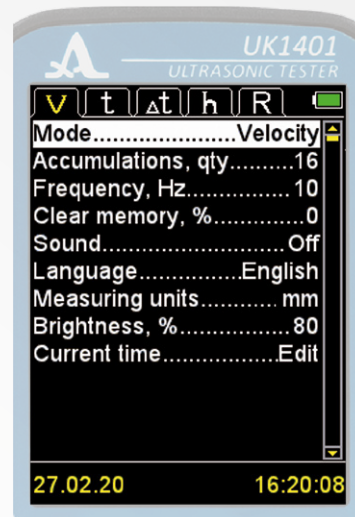 UK1401
ULTRASONIC TESTER
V t Δt h R
Mode.....................Velocity
Accumulations, qty..........16
Frequency, Hz................10
Clear memory, %..............0
Sound...........................Off
Language...............English
Measuring units............ mm
Brightness, %................80
Current time.................Edit
27.02.20 16:20:08